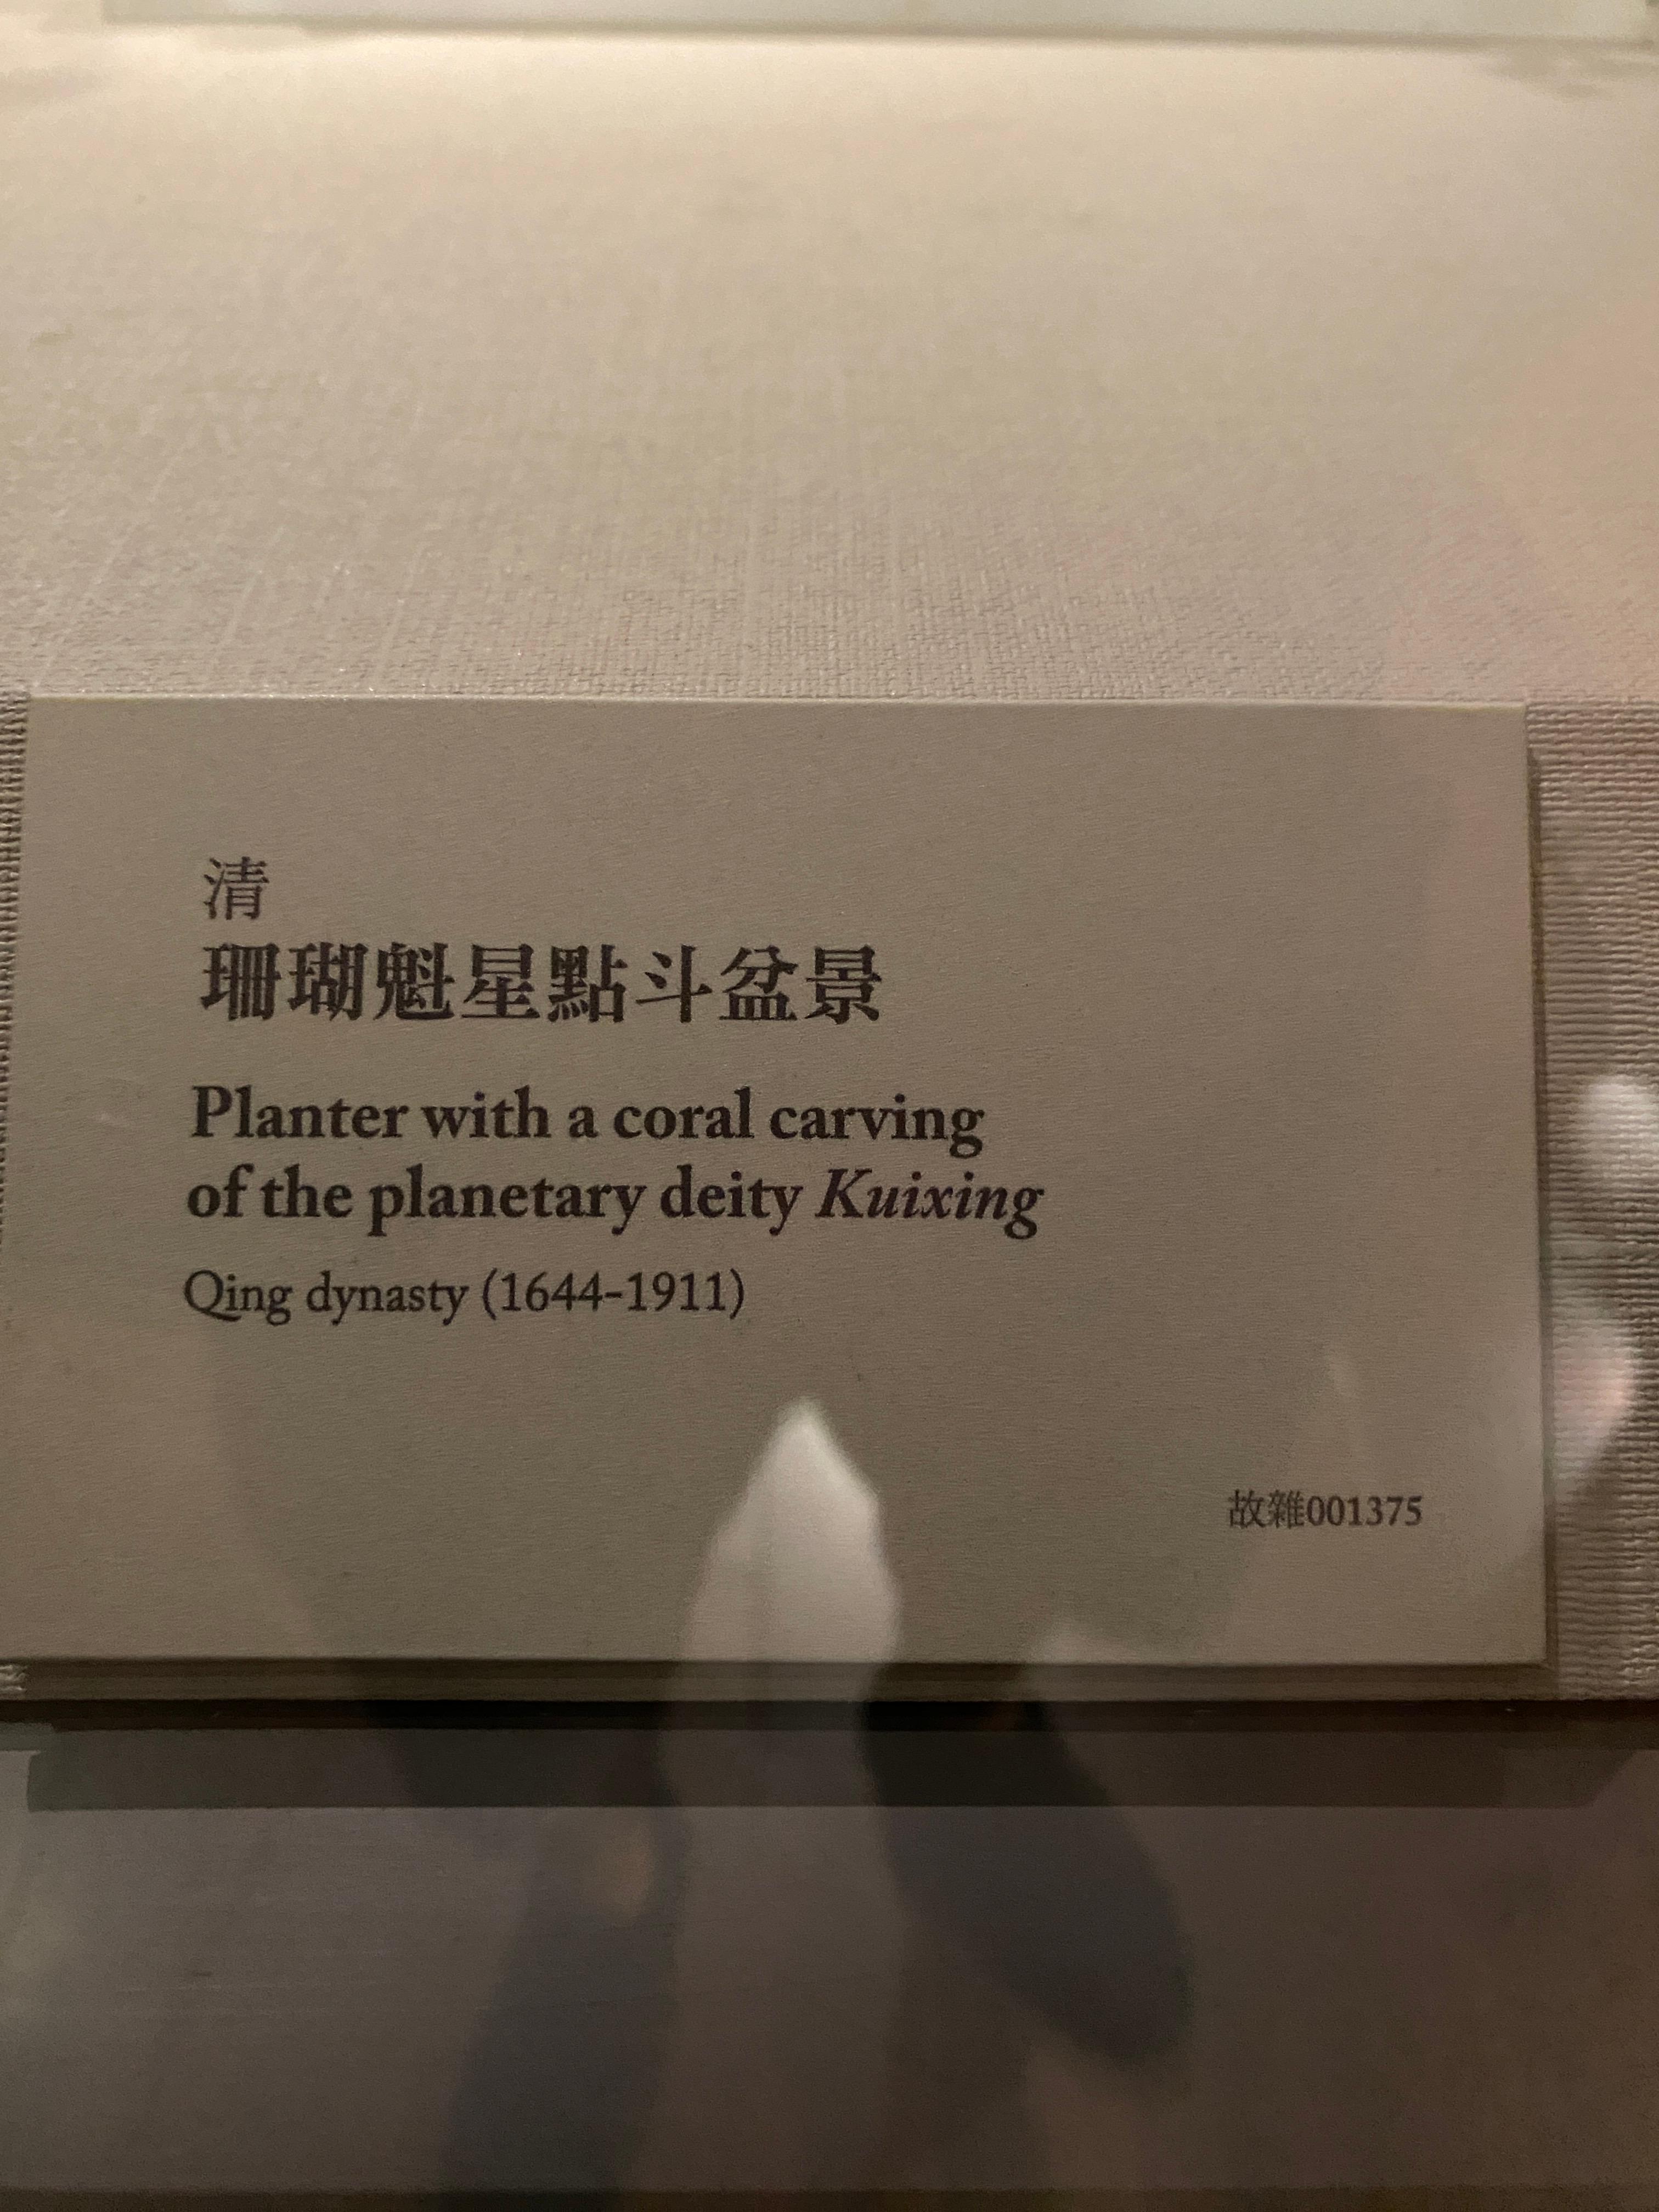 清
珊瑚魁星點斗盆景
Planter with a coral carving
of the planetary deity Kuixing
Qing dynasty (1644-1911)
故雜001375